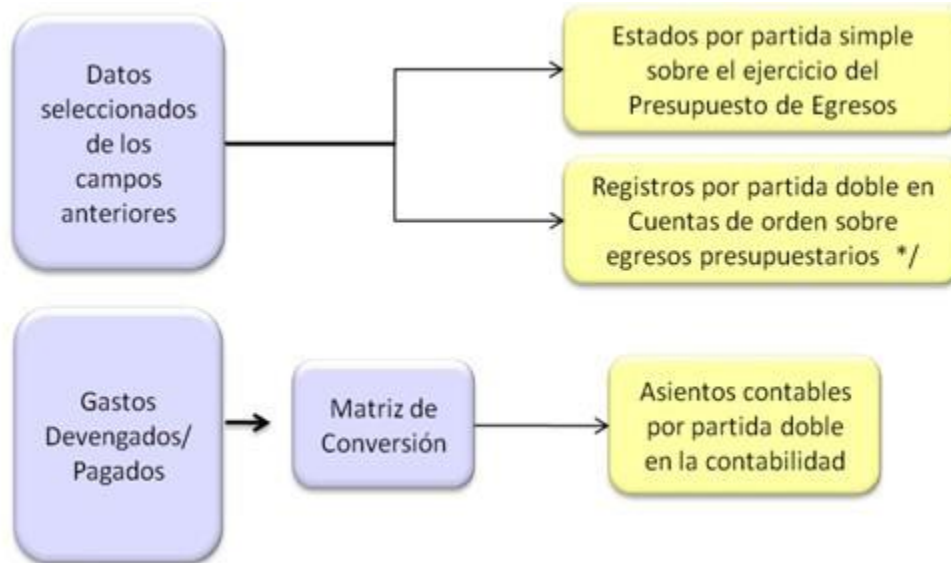 Datos
seleccionados
de los
campos
anteriores
Estados por partida simple
sobre el ejercicio del
Presupuesto de Egresos
Registros por partida doble en
Cuentas de orden sobre
egresos presupuestarios */
Gastos
Devengados/
Pagados
Matriz de
Conversión
Asientos contables
por partida doble
en la contabilidad